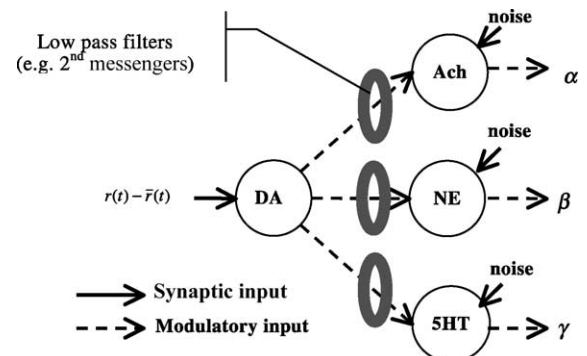 noise
Low pass filters
(e.g. 2nd messengers)
Ach
α
noise
r(t) – r̄(t)
DA
NE
β
noise
Synaptic input
Modulatory input
5HT
γ